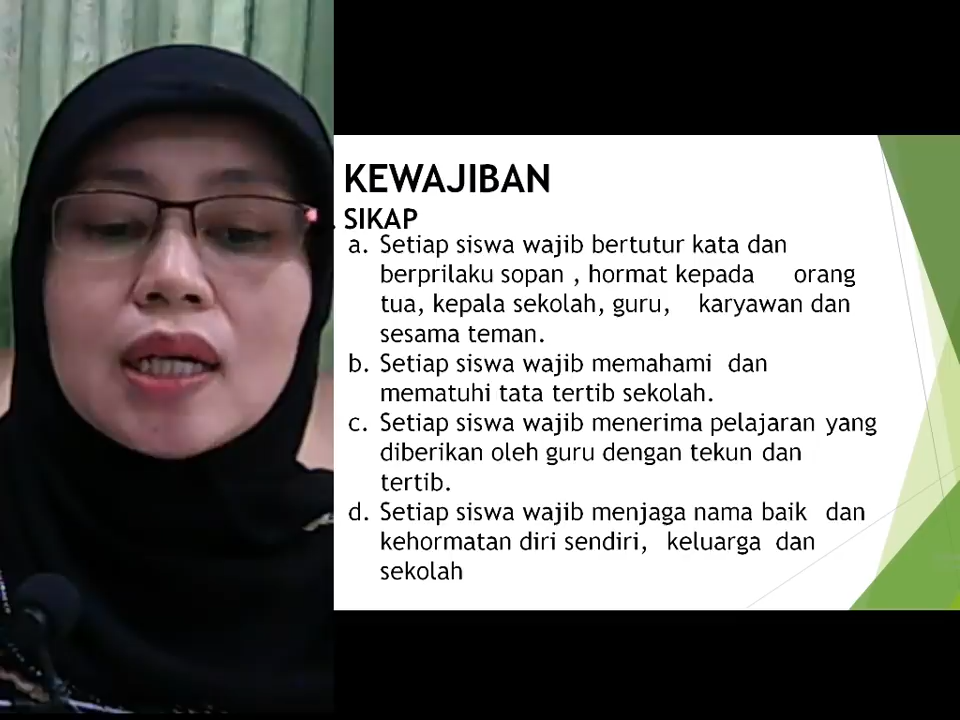 KEWAJIBAN
. SIKAP
a. Setiap siswa wajib bertutur kata dan
berprilaku sopan , hormat kepada orang
tua, kepala sekolah, guru, karyawan dan
sesama teman.
b. Setiap siswa wajib memahami dan
mematuhi tata tertib sekolah.
c. Setiap siswa wajib menerima pelajaran yang
diberikan oleh guru dengan tekun dan
tertib.
d. Setiap siswa wajib menjaga nama baik dan
kehormatan diri sendiri, keluarga dan
sekolah